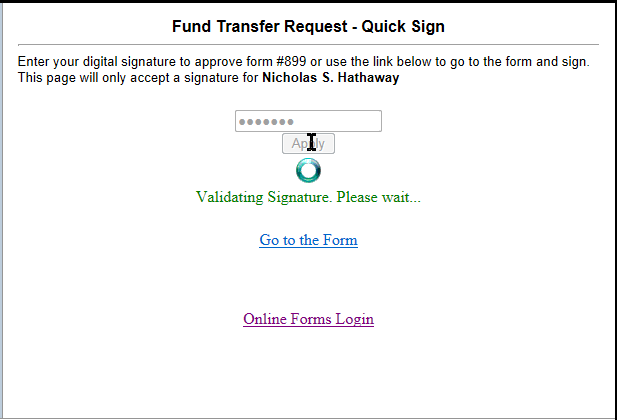 Fund Transfer Request - Quick Sign
Enter your digital signature to approve form #899 or use the link below to go to the form and sign.
This page will only accept a signature for Nicholas S. Hathaway
•••••••
Apply
Validating Signature. Please wait...
Go to the Form
Online Forms Login